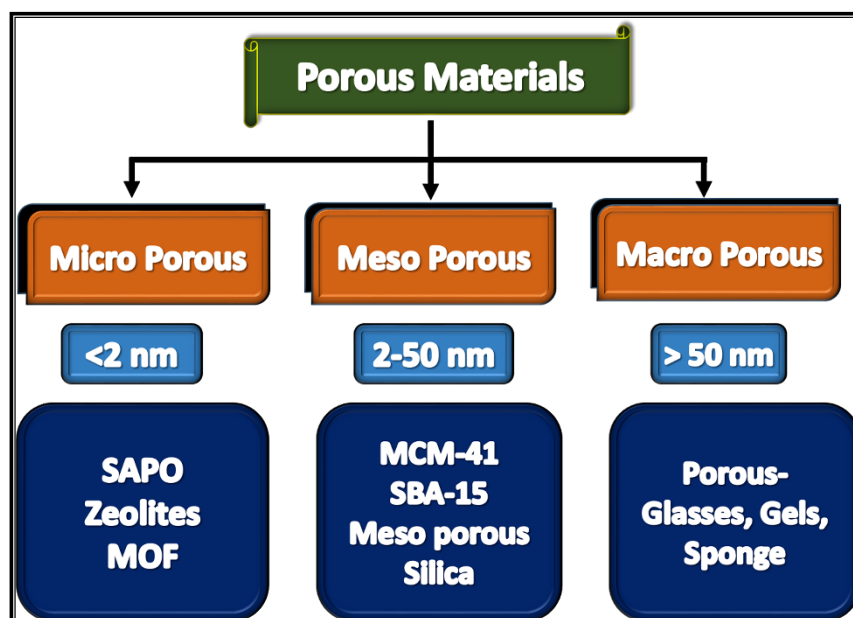 Porous Materials
Micro Porous
Meso Porous
Macro Porous
<2 nm
2-50 nm
> 50 nm
SAPO
Zeolites
MOF
MCM-41
SBA-15
Meso porous
Silica
Porous-
Glasses, Gels,
Sponge